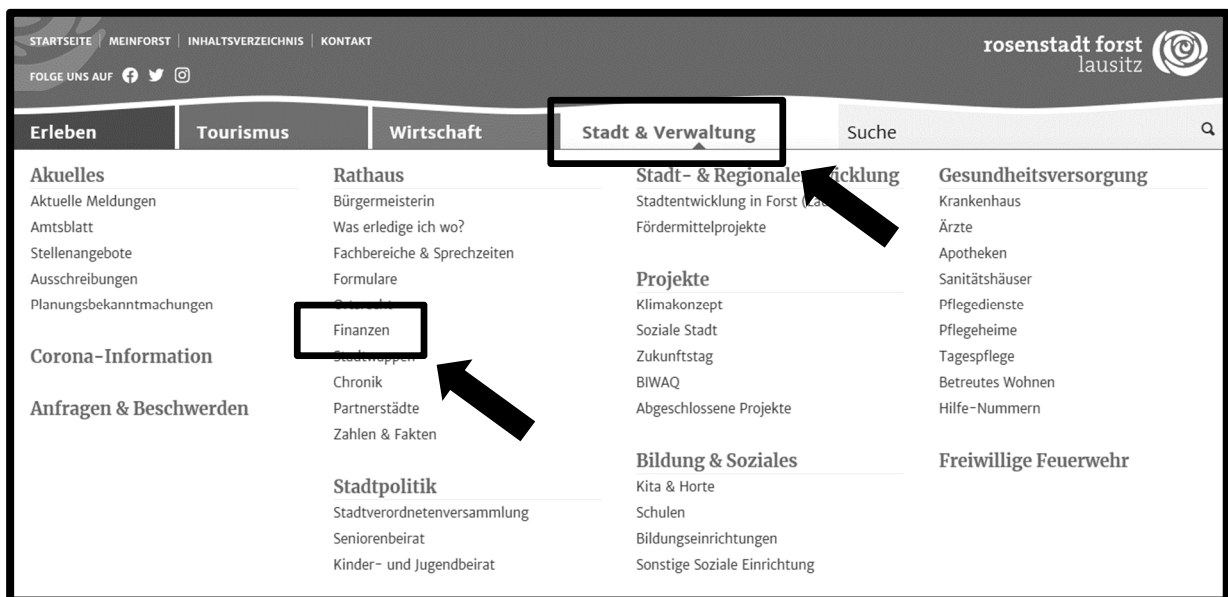 STARTSEITE | MEINFORST | INHALTSVERZEICHNIS | KONTAKT
FOLGE UNS AUF
rosenstadt forst
lausitz
Erleben
Tourismus
Wirtschaft
Stadt & Verwaltung
Suche
Akuelles
Aktuelle Meldungen
Amtsblatt
Stellenangebote
Ausschreibungen
Planungsbekanntmachungen
Corona-Information
Anfragen & Beschwerden
Rathaus
Bürgermeisterin
Was erledige ich wo?
Fachbereiche & Sprechzeiten
Formulare
Finanzen
Stadtwappen
Chronik
Partnerstädte
Zahlen & Fakten
Stadtpolitik
Stadtverordnetenversammlung
Seniorenbeirat
Kinder- und Jugendbeirat
Stadt- & Regionale
Stadtentwicklung in Forst
Fördermittelprojekte
Projekte
Klimakonzept
Soziale Stadt
Zukunftstag
BIWAQ
Abgeschlossene Projekte
Bildung & Soziales
Kita & Horte
Schulen
Bildungseinrichtungen
Sonstige Soziale Einrichtung
Gesundheitsversorgung
Krankenhaus
Ärzte
Apotheken
Sanitätshäuser
Pflegedienste
Pflegeheime
Tagespflege
Betreutes Wohnen
Hilfe-Nummern
Freiwillige Feuerwehr